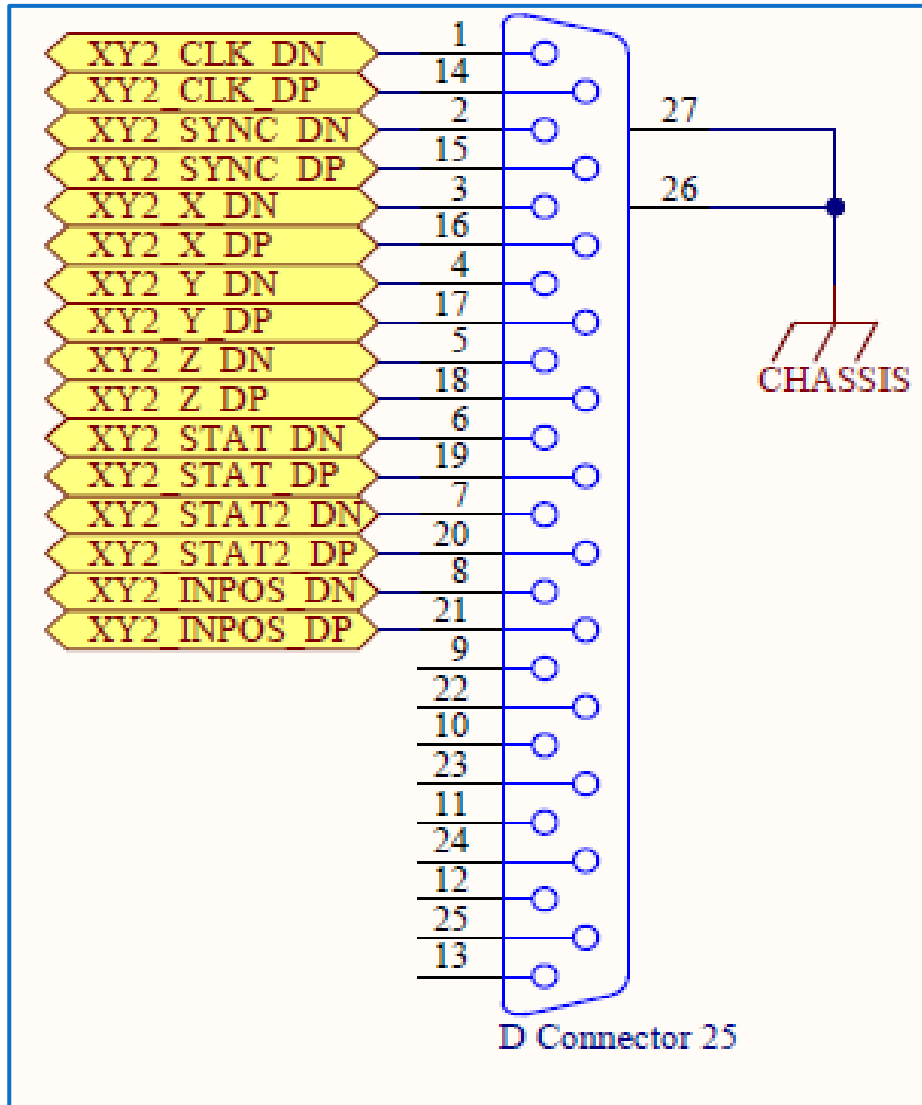 XY2_CLK_DN 1
XY2_CLK_DP 14
XY2_SYNC_DN 2
27
XY2_SYNC_DP 15
XY2_X_DN 3
26
XY2_X_DP 16
XY2_Y_DN 4
XY2_Y_DP 17
XY2_Z_DN 5
CHASSIS
XY2_Z_DP 18
XY2_STAT_DN 6
XY2_STAT_DP 19
XY2_STAT2_DN 7
XY2_STAT2_DP 20
XY2_INPOS_DN 8
XY2_INPOS_DP 21
9
22
10
23
11
24
12
25
13
D Connector 25